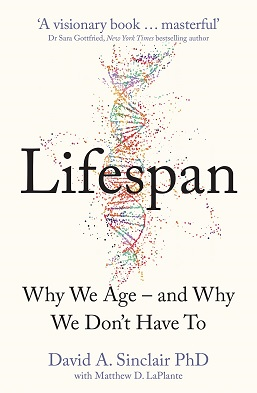 ‘A visionary book … masterful’
Dr Sara Gottfried, New York Times bestselling author
Lifespan
Why We Age – and Why
We Don’t Have To
David A. Sinclair PhD
with Matthew D. LaPlante